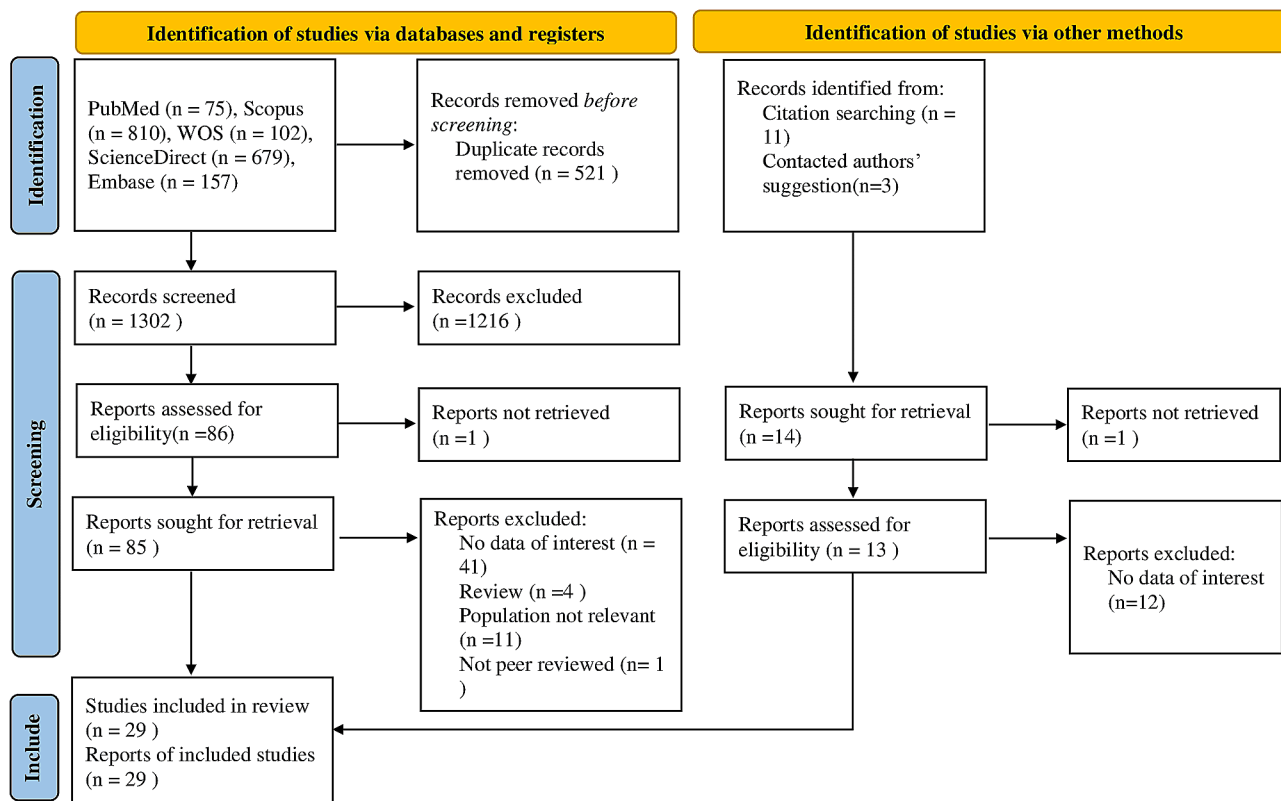 Identification of studies via databases and registers
Identification of studies via other methods
Identification
PubMed (n = 75), Scopus
(n = 810), WOS (n = 102),
ScienceDirect (n = 679),
Embase (n = 157)
Records removed before
screening:
Duplicate records
removed (n = 521 )
Records identified from:
Citation searching (n =
11)
Contacted authors’
suggestion(n=3)
Screening
Records screened
(n = 1302 )
Records excluded
(n =1216 )
Reports assessed for
eligibility(n =86)
Reports not retrieved
(n =1 )
Reports sought for retrieval
(n =14)
Reports not retrieved
(n =1 )
Reports sought for retrieval
(n = 85 )
Reports excluded:
No data of interest (n =
41)
Review (n =4 )
Population not relevant
(n =11)
Not peer reviewed (n= 1
)
Reports assessed for
eligibility (n = 13 )
Reports excluded:
No data of interest
(n=12)
Include
Studies included in review
(n = 29 )
Reports of included studies
(n = 29 )